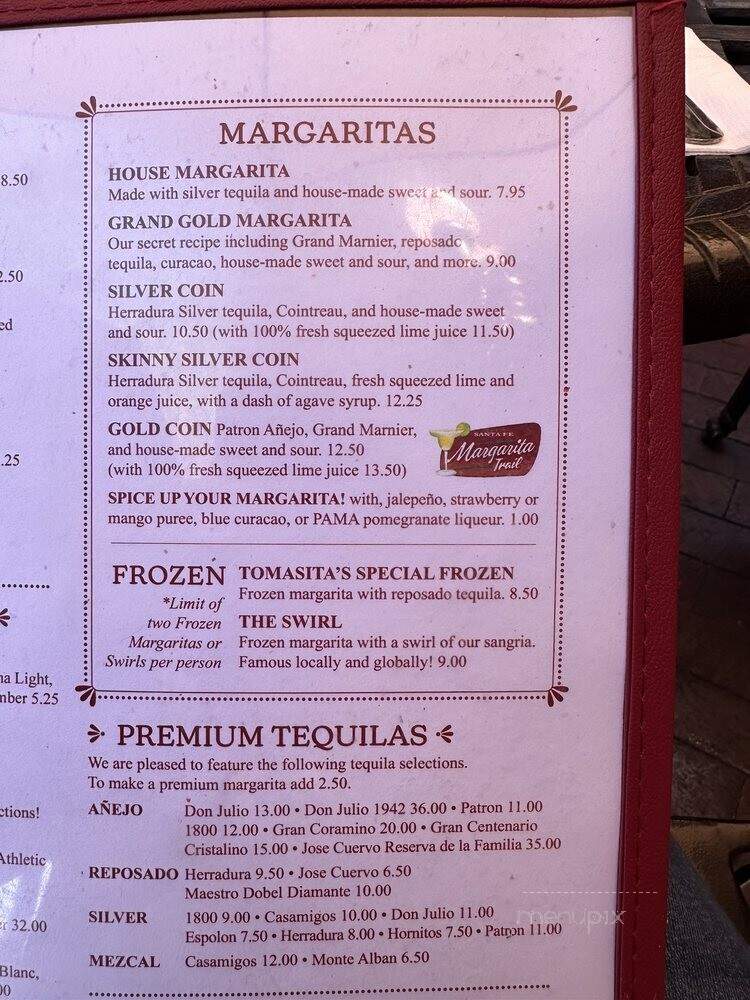 8.50
2.50
ed
.25
na Light,
mber 5.25
ctions!
Athletic
er 32.00
Blanc,
00
MARGARITAS
HOUSE MARGARITA
Made with silver tequila and house-made sweet and sour. 7.95
GRAND GOLD MARGARITA
Our secret recipe including Grand Marnier, reposado
tequila, curacao, house-made sweet and sour, and more. 9.00
SILVER COIN
Herradura Silver tequila, Cointreau, and house-made sweet
and sour. 10.50 (with 100% fresh squeezed lime juice 11.50)
SKINNY SILVER COIN
Herradura Silver tequila, Cointreau, fresh squeezed lime and
orange juice, with a dash of agave syrup. 12.25
GOLD COIN Patron Añejo, Grand Marnier,
and house-made sweet and sour. 12.50
(with 100% fresh squeezed lime juice 13.50)
SANTA FE
Margarita
Trail
SPICE UP YOUR MARGARITA! with, jalepeño, strawberry or
mango puree, blue curacao, or PAMA pomegranate liqueur. 1.00
FROZEN
*Limit of
two Frozen
Margaritas or
Swirls per person
TOMASITA'S SPECIAL FROZEN
Frozen margarita with reposado tequila. 8.50
THE SWIRL
Frozen margarita with a swirl of our sangria.
Famous locally and globally! 9.00
PREMIUM TEQUILAS
We are pleased to feature the following tequila selections.
To make a premium margarita add 2.50.
AÑEJO Don Julio 13.00 • Don Julio 1942 36.00 • Patron 11.00
1800 12.00 • Gran Coramino 20.00 • Gran Centenario
Cristalino 15.00 • Jose Cuervo Reserva de la Familia 35.00
REPOSADO Herradura 9.50 • Jose Cuervo 6.50
Maestro Dobel Diamante 10.00
SILVER 1800 9.00 • Casamigos 10.00 • Don Julio 11.00
Espolon 7.50 • Herradura 8.00 • Hornitos 7.50 • Patron 11.00
MEZCAL Casamigos 12.00 • Monte Alban 6.50
menupix